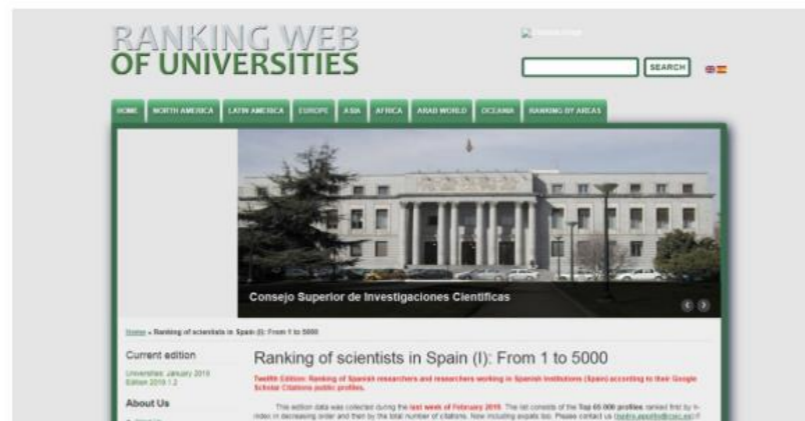 RANKING WEB
OF UNIVERSITIES
SEARCH
HOME NORTH AMERICA LATIN AMERICA EUROPE ASIA AFRICA ARAB WORLD OCEANIA RANKING BY AREAS
Consejo Superior de Investigaciones Científicas
Home » Ranking of scientists in Spain (I): From 1 to 5000
Current edition
Universities: January 2019
Edition 2019.1.2
About Us
Ranking of scientists in Spain (I): From 1 to 5000
Twelfth Edition: Ranking of Spanish researchers and researchers working in Spanish institutions (Spain) according to their Google
Scholar Citations public profiles.
This edition data was collected during the last week of February 2019. The list consists of the Top 65 000 profiles ranked first by h-
index in decreasing order and then by the total number of citations. Now including expats too. Please contact us